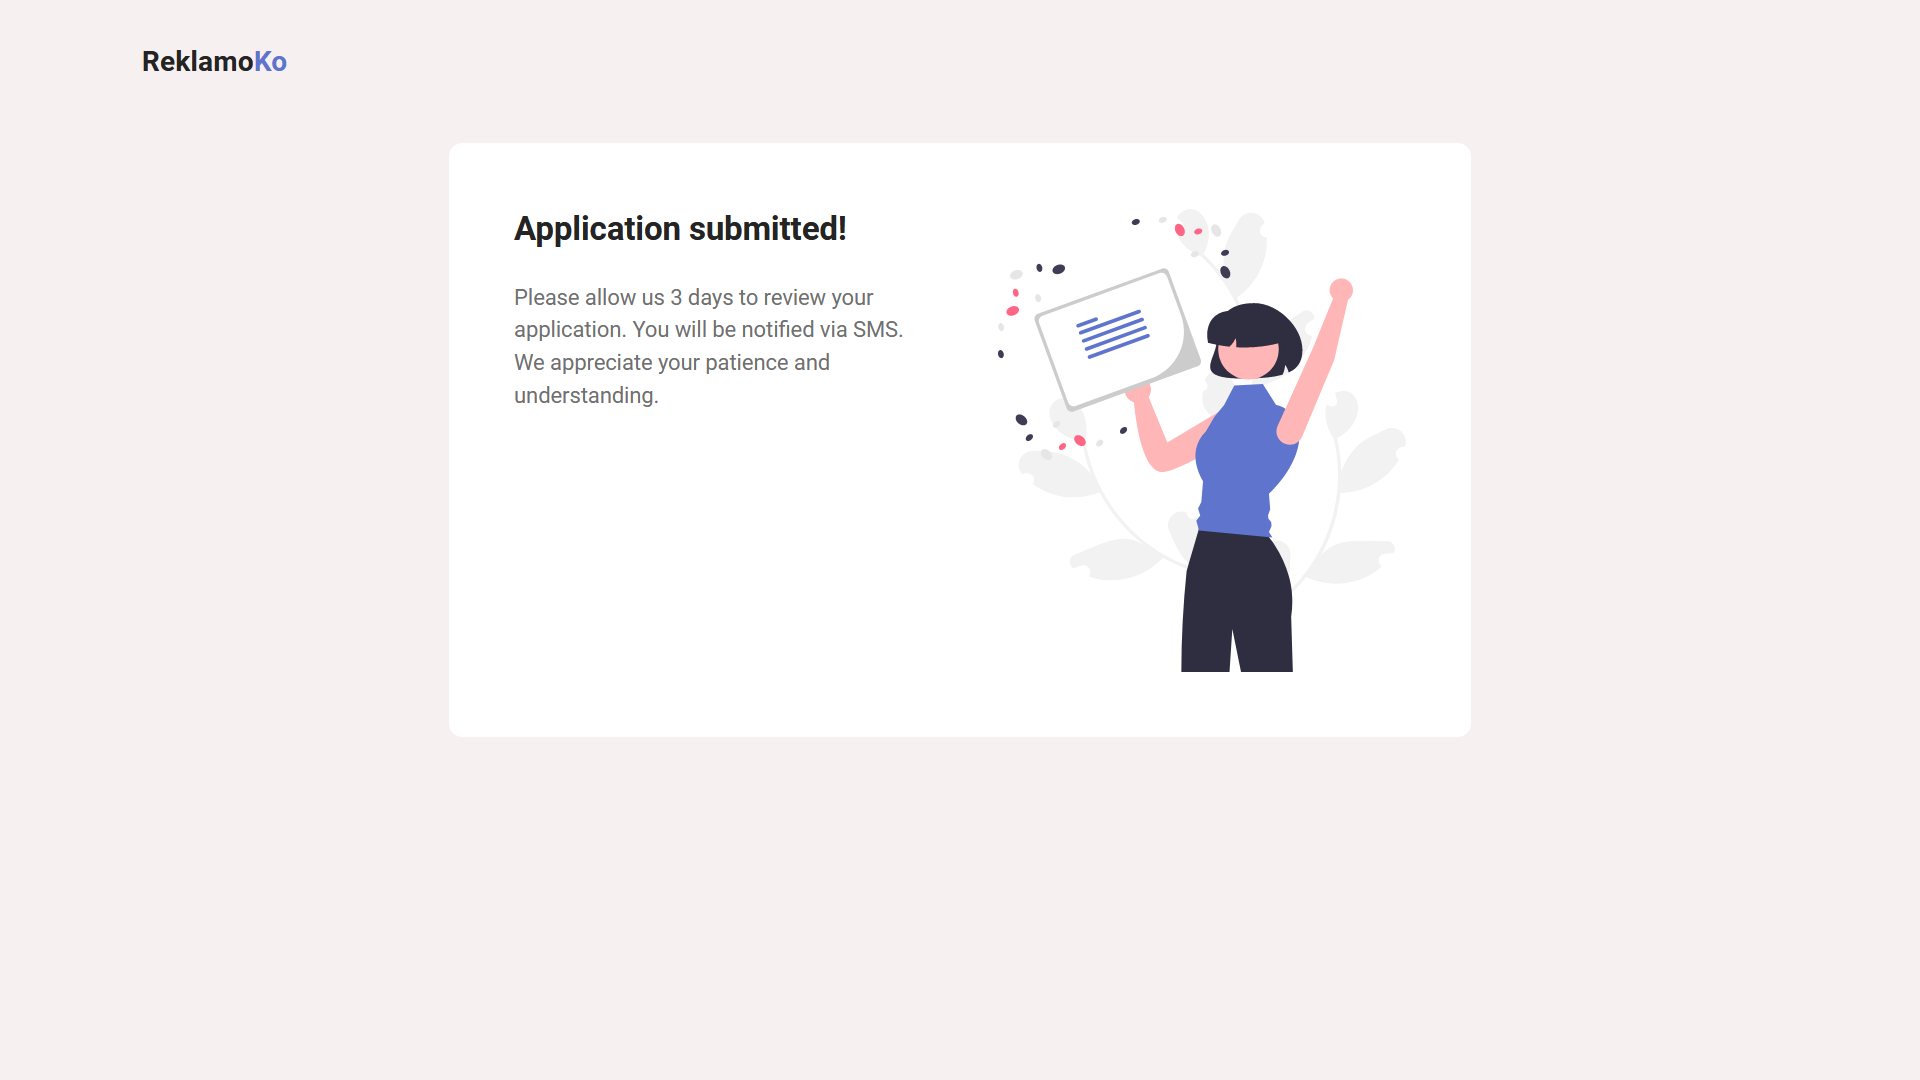 ReklamoKo
Application submitted!
Please allow us 3 days to review your
application. You will be notified via SMS.
We appreciate your patience and
understanding.